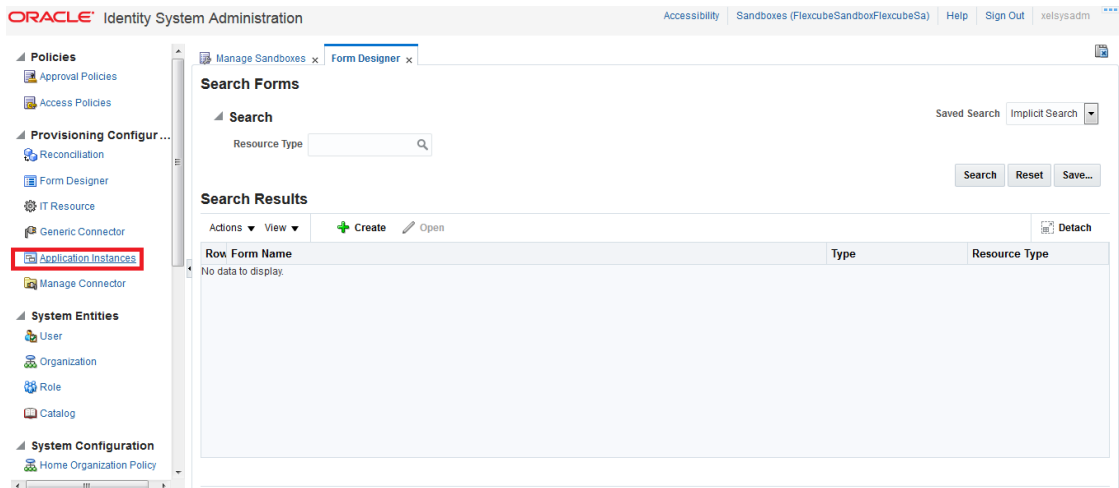 ORACLE Identity System Administration
Accessibility Sandboxes (FlexcubeSandboxFlexcubeSa) Help Sign Out xelsysadm
Policies
Approval Policies
Access Policies
Provisioning Configur...
Reconciliation
Form Designer
IT Resource
Generic Connector
Application Instances
Manage Connector
System Entities
User
Organization
Role
Catalog
System Configuration
Home Organization Policy
Manage Sandboxes x Form Designer x
Search Forms
Search
Saved Search Implicit Search
Resource Type
Search Reset Save...
Search Results
Actions View Create Open Detach
Row Form Name Type Resource Type
No data to display.